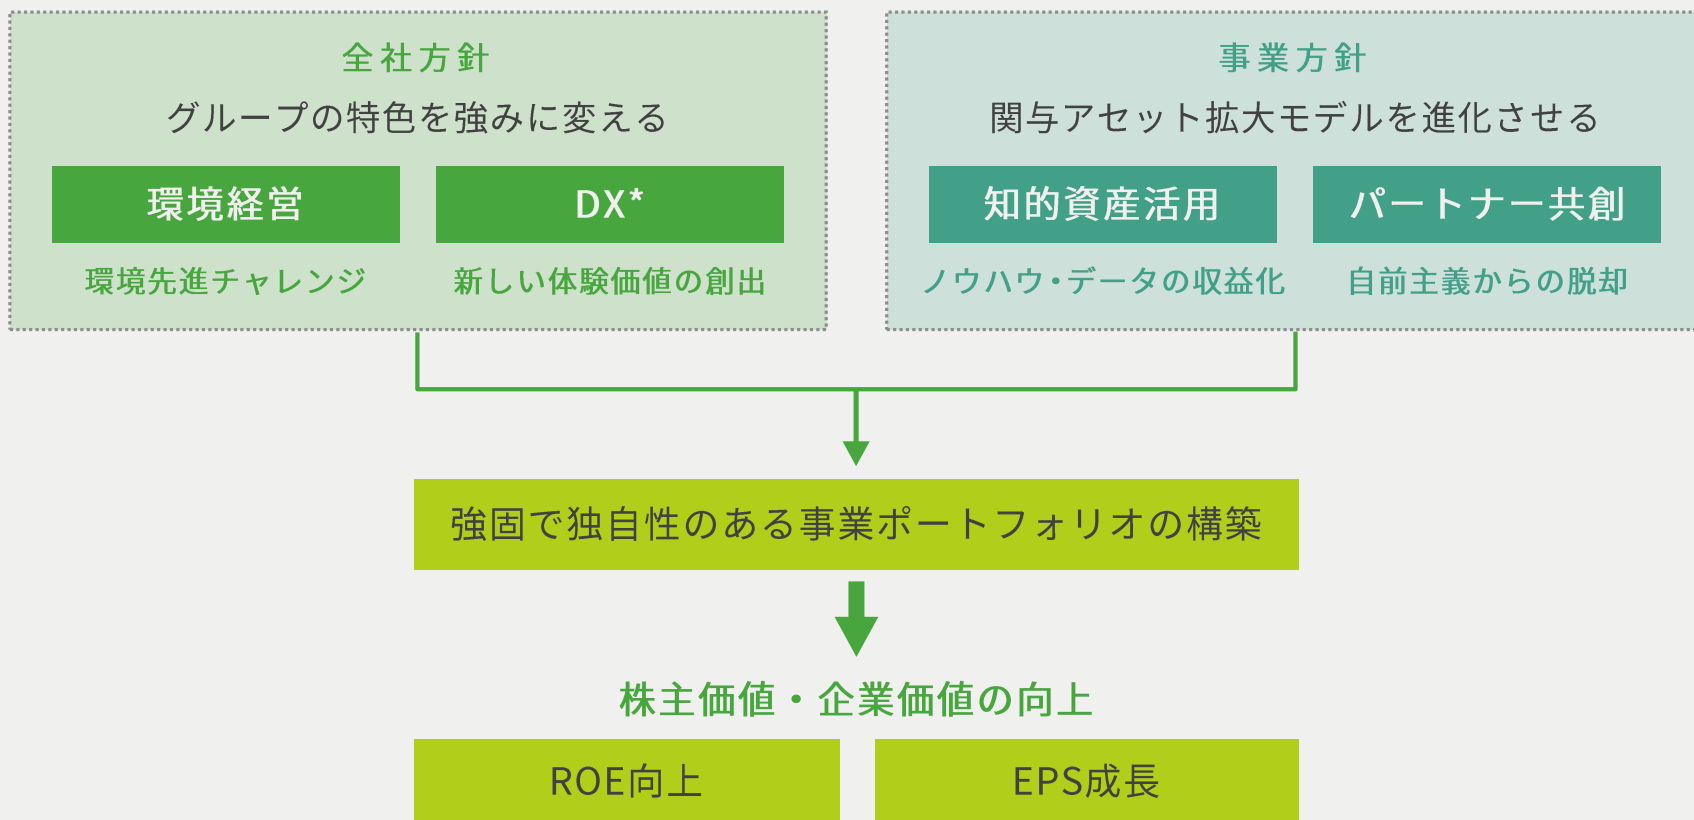 全社方針
グループの特色を強みに変える
環境経営
DX*
環境先進チャレンジ
新しい体験価値の創出
事業方針
関与アセット拡大モデルを進化させる
知的資産活用
パートナー共創
ノウハウ・データの収益化
自前主義からの脱却
強固で独自性のある事業ポートフォリオの構築
株主価値・企業価値の向上
ROE向上
EPS成長